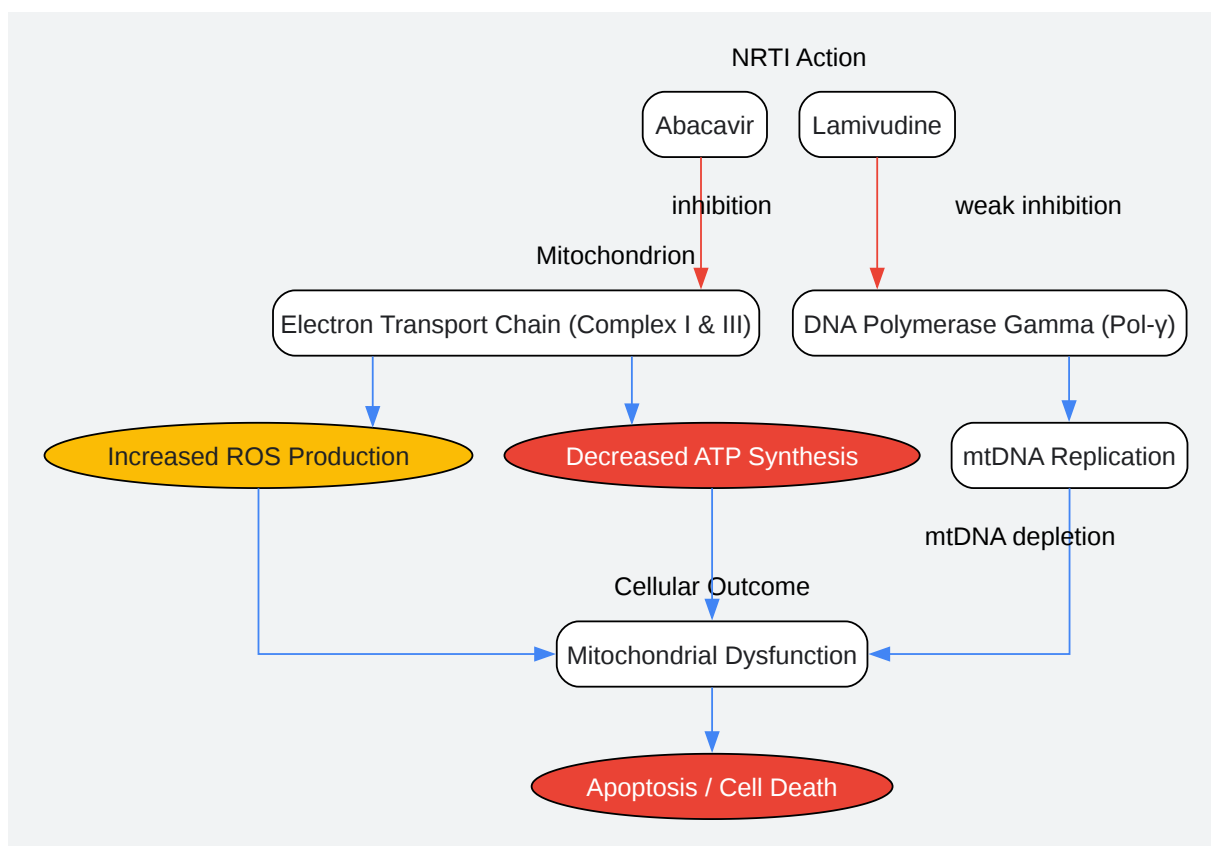 NRTI Action
Abacavir
Lamivudine
inhibition
weak inhibition
Mitochondrion
Electron Transport Chain (Complex I & III)
DNA Polymerase Gamma (Pol-γ)
Increased ROS Production
Decreased ATP Synthesis
mtDNA Replication
mtDNA depletion
Cellular Outcome
Mitochondrial Dysfunction
Apoptosis / Cell Death